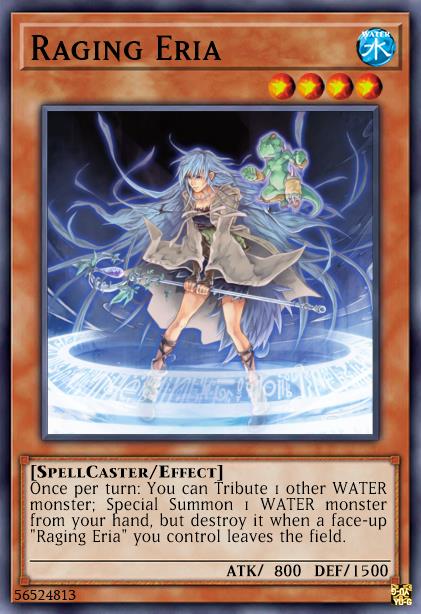 Raging Eria
WATER
水
[SpellCaster/Effect]
Once per turn: You can Tribute 1 other WATER
monster; Special Summon 1 WATER monster
from your hand, but destroy it when a face-up
"Raging Eria" you control leaves the field.
ATK/ 800 DEF/1500
56524813